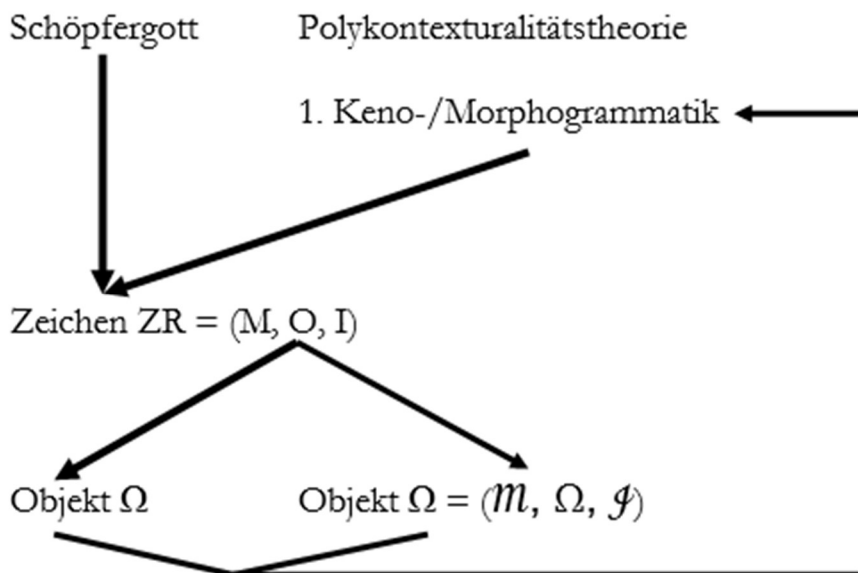 Schöpfergott Polykontexturalitätstheorie
1. Keno-/Morphogrammatik
Zeichen ZR = (M, O, I)
Objekt Ω Objekt Ω = (𝓂, Ω, 𝒥)